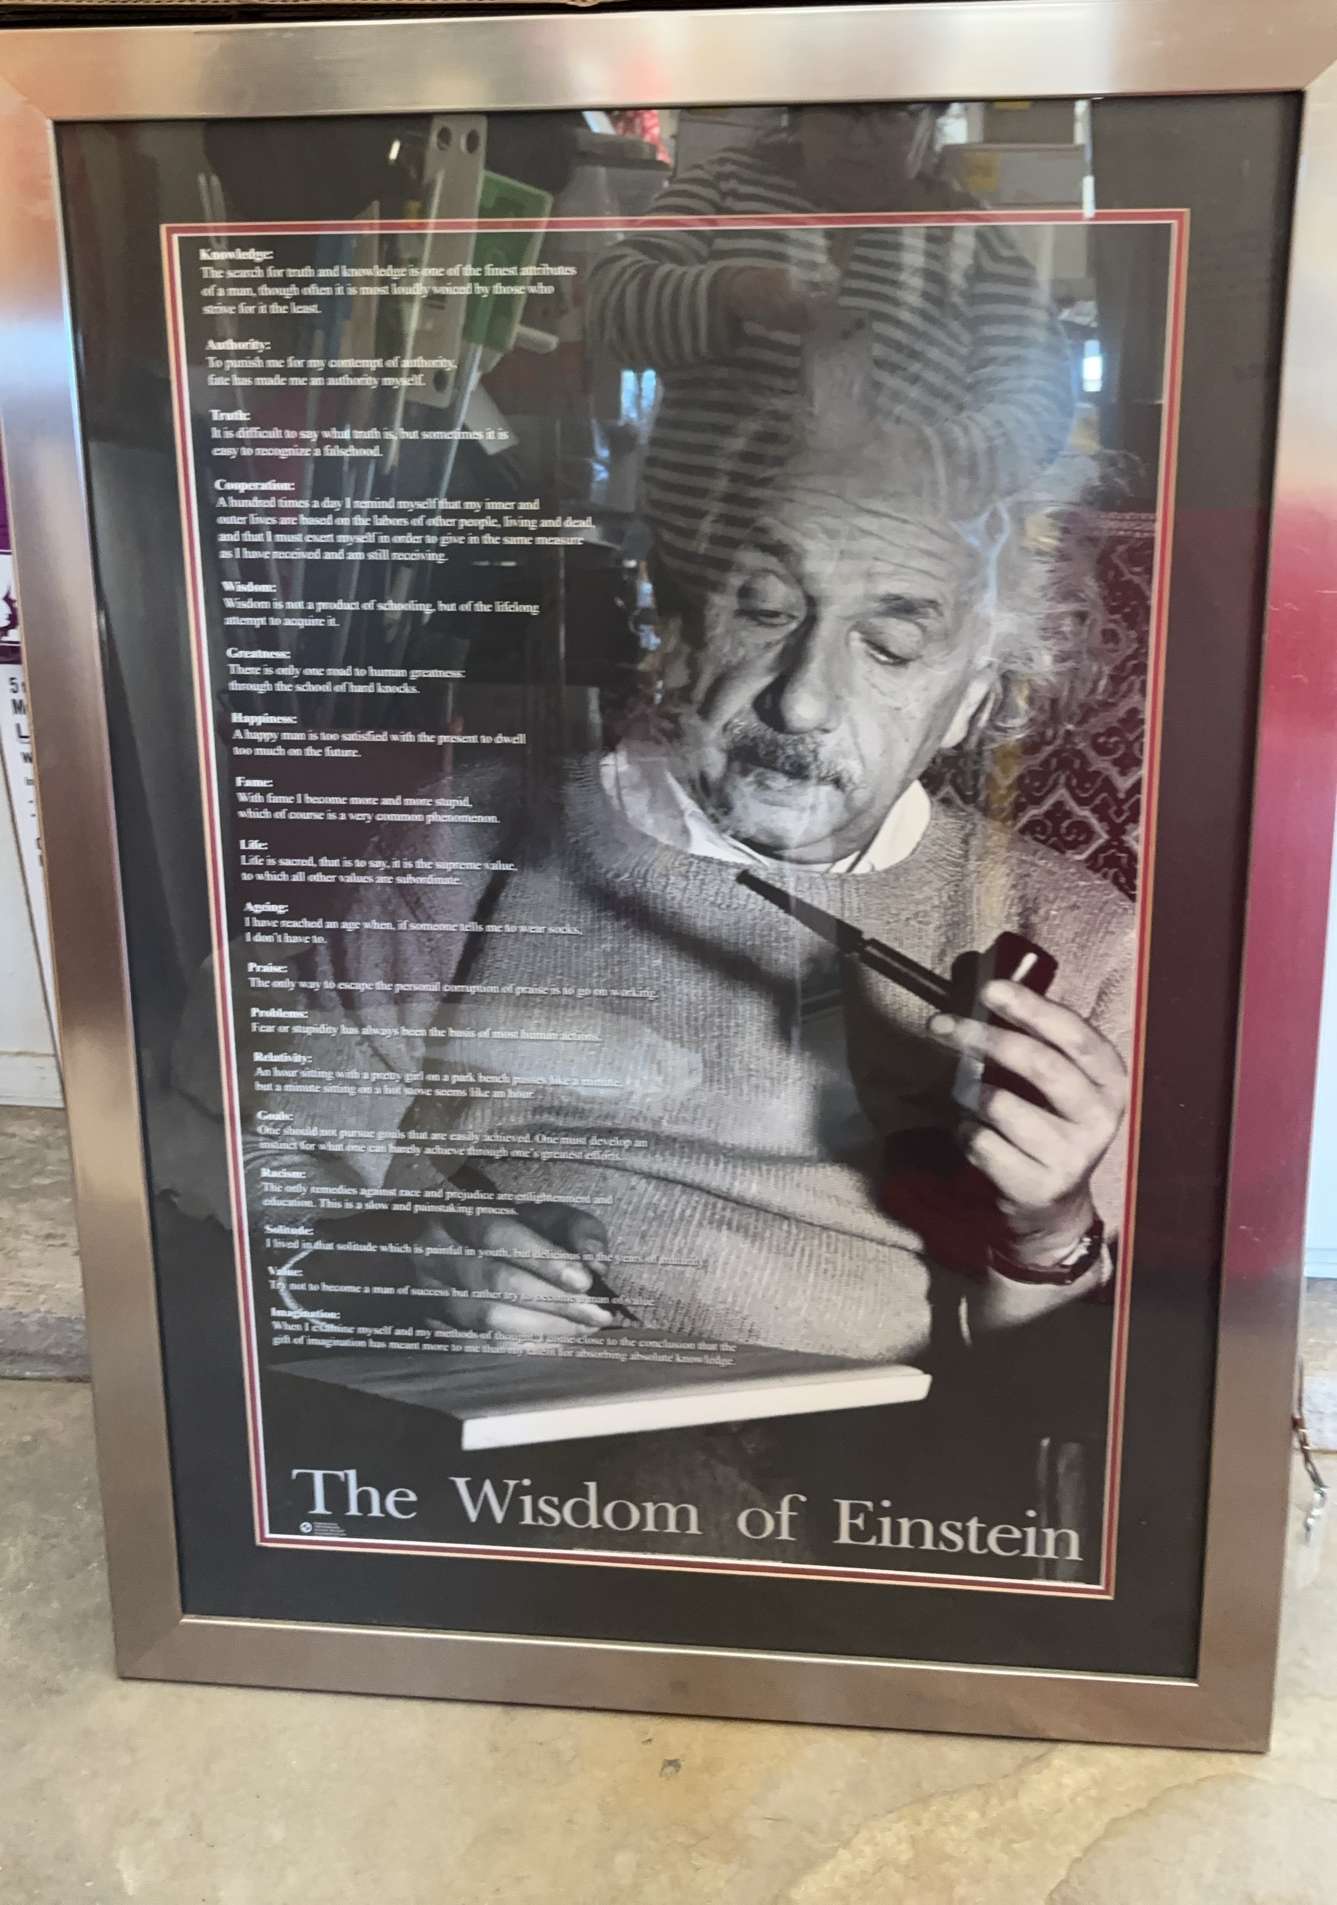 Knowledge:
The search for truth and knowledge is one of the finest attributes
of a man, though often it is most loudly voiced by those who
strive for it the least.
Authority:
To punish me for my contempt of authority,
fate has made me an authority myself.
Truth:
It is difficult to say what truth is, but sometimes it is
easy to recognize a falsehood.
Cooperation:
A hundred times a day I remind myself that my inner and
outer lives are based on the labors of other people, living and dead,
and that I must exert myself in order to give in the same measure
as I have received and am still receiving.
Wisdom:
Wisdom is not a product of schooling, but of the lifelong
attempt to acquire it.
Greatness:
There is only one road to human greatness:
through the school of hard knocks.
Happiness:
A happy man is too satisfied with the present to dwell
too much on the future.
Fame:
With fame I become more and more stupid,
which of course is a very common phenomenon.
Life:
Life is sacred, that is to say, it is the supreme value,
to which all other values are subordinate.
Ageing:
I have reached an age when, if someone tells me to wear socks,
I don't have to.
Praise:
The only way to escape the personal corruption of praise is to go on working.
Problems:
Fear or stupidity has always been the basis of most human actions.
Relativity:
An hour sitting with a pretty girl on a park bench passes like a minute,
but a minute sitting on a hot stove seems like an hour.
Goals:
One should not pursue goals that are easily achieved. One must develop an
instinct for what one can barely achieve through one's greatest efforts.
Racism:
The only remedies against race and prejudice are enlightenment and
education. This is a slow and painstaking process.
Solitude:
I lived in that solitude which is painful in youth, but delicious in the years of maturity.
Value:
Try not to become a man of success but rather try to become a man of value.
Imagination:
When I examine myself and my methods of thought, I come close to the conclusion that the
gift of imagination has meant more to me than my talent for absorbing absolute knowledge.
The Wisdom of Einstein